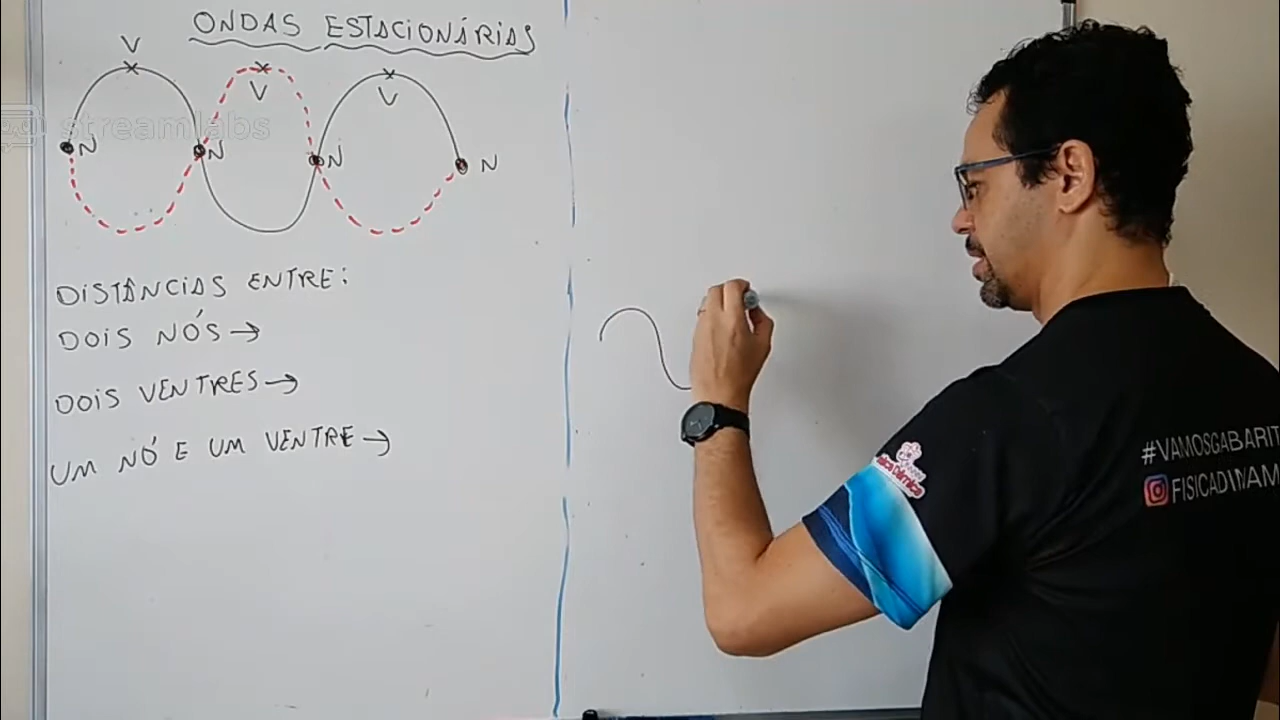 ONDAS ESTACIONÁRIAS
V
V
V
N
N
N
N
streamlabs
DISTÂNCIAS ENTRE:
DOIS NÓS →
DOIS VENTRES →
UM NÓ E UM VENTRE →
#VAMOSGABARIT
FISICADINAM